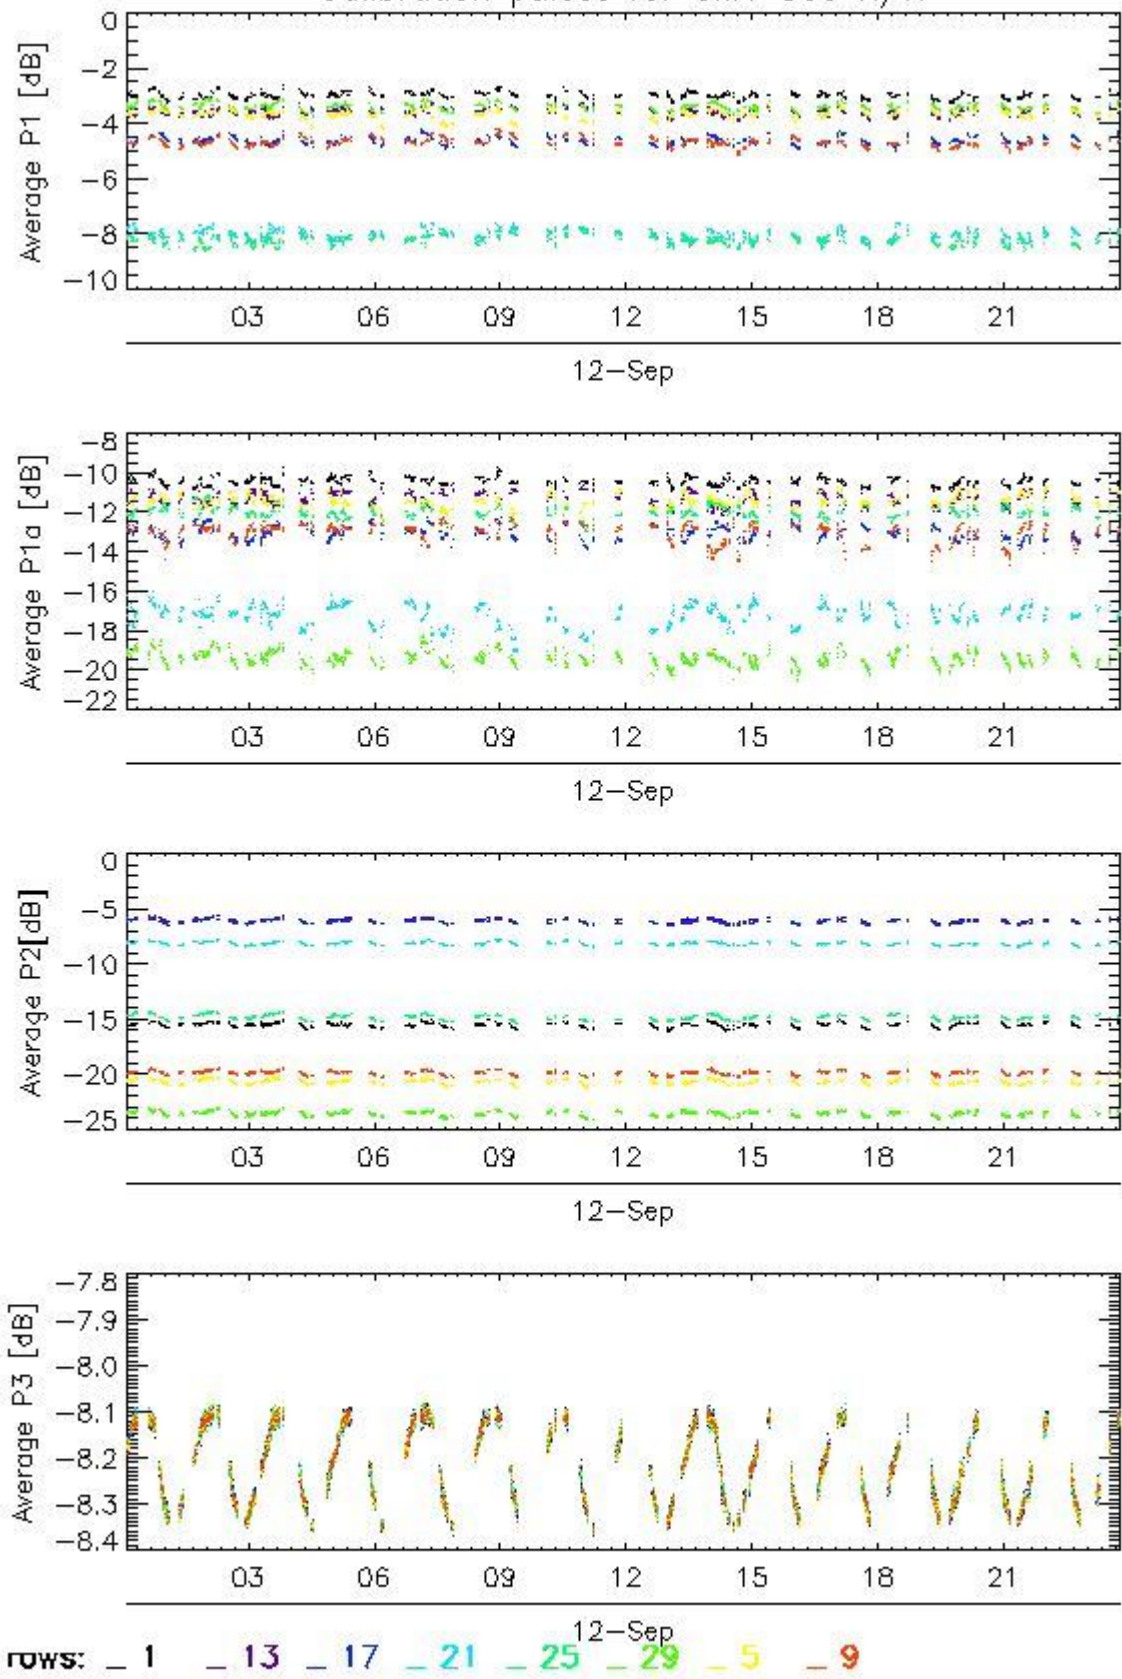 0
-2
-4
-6
-8
-10
Average P1 [dB]
03 06 09 12 15 18 21
12-Sep
-8
-10
-12
-14
-16
-18
-20
-22
Average P1a [dB]
03 06 09 12 15 18 21
12-Sep
0
-5
-10
-15
-20
-25
Average P2[dB]
03 06 09 12 15 18 21
12-Sep
-7.8
-7.9
-8.0
-8.1
-8.2
-8.3
-8.4
Average P3 [dB]
03 06 09 12 15 18 21
12-Sep
rows: _ 1 _ 13 _ 17 _ 21 _ 25 _ 29 _ 5 _ 9